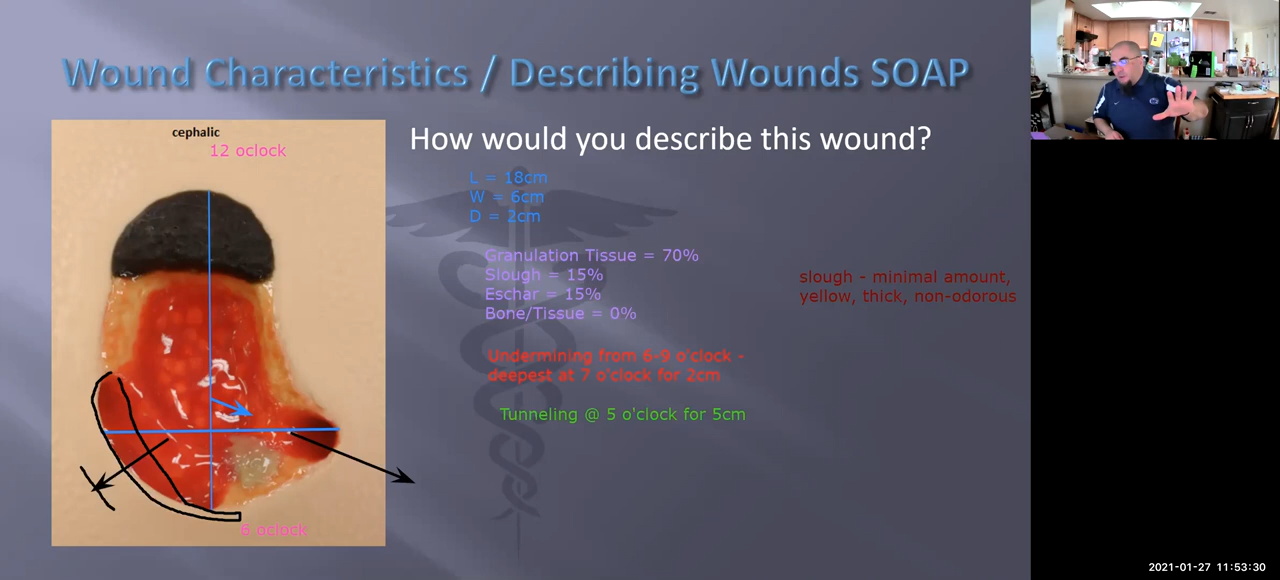 Wound Characteristics / Describing Wounds SOAP
cephalic
12 oclock
6 oclock
How would you describe this wound?
L = 18cm
W = 6cm
D = 2cm
Granulation Tissue = 70%
Slough = 15%
Eschar = 15%
Bone/Tissue = 0%
slough - minimal amount,
yellow, thick, non-odorous
Undermining from 6-9 o'clock -
deepest at 7 o'clock for 2cm
Tunneling @ 5 o'clock for 5cm
2021-01-27 11:53:30